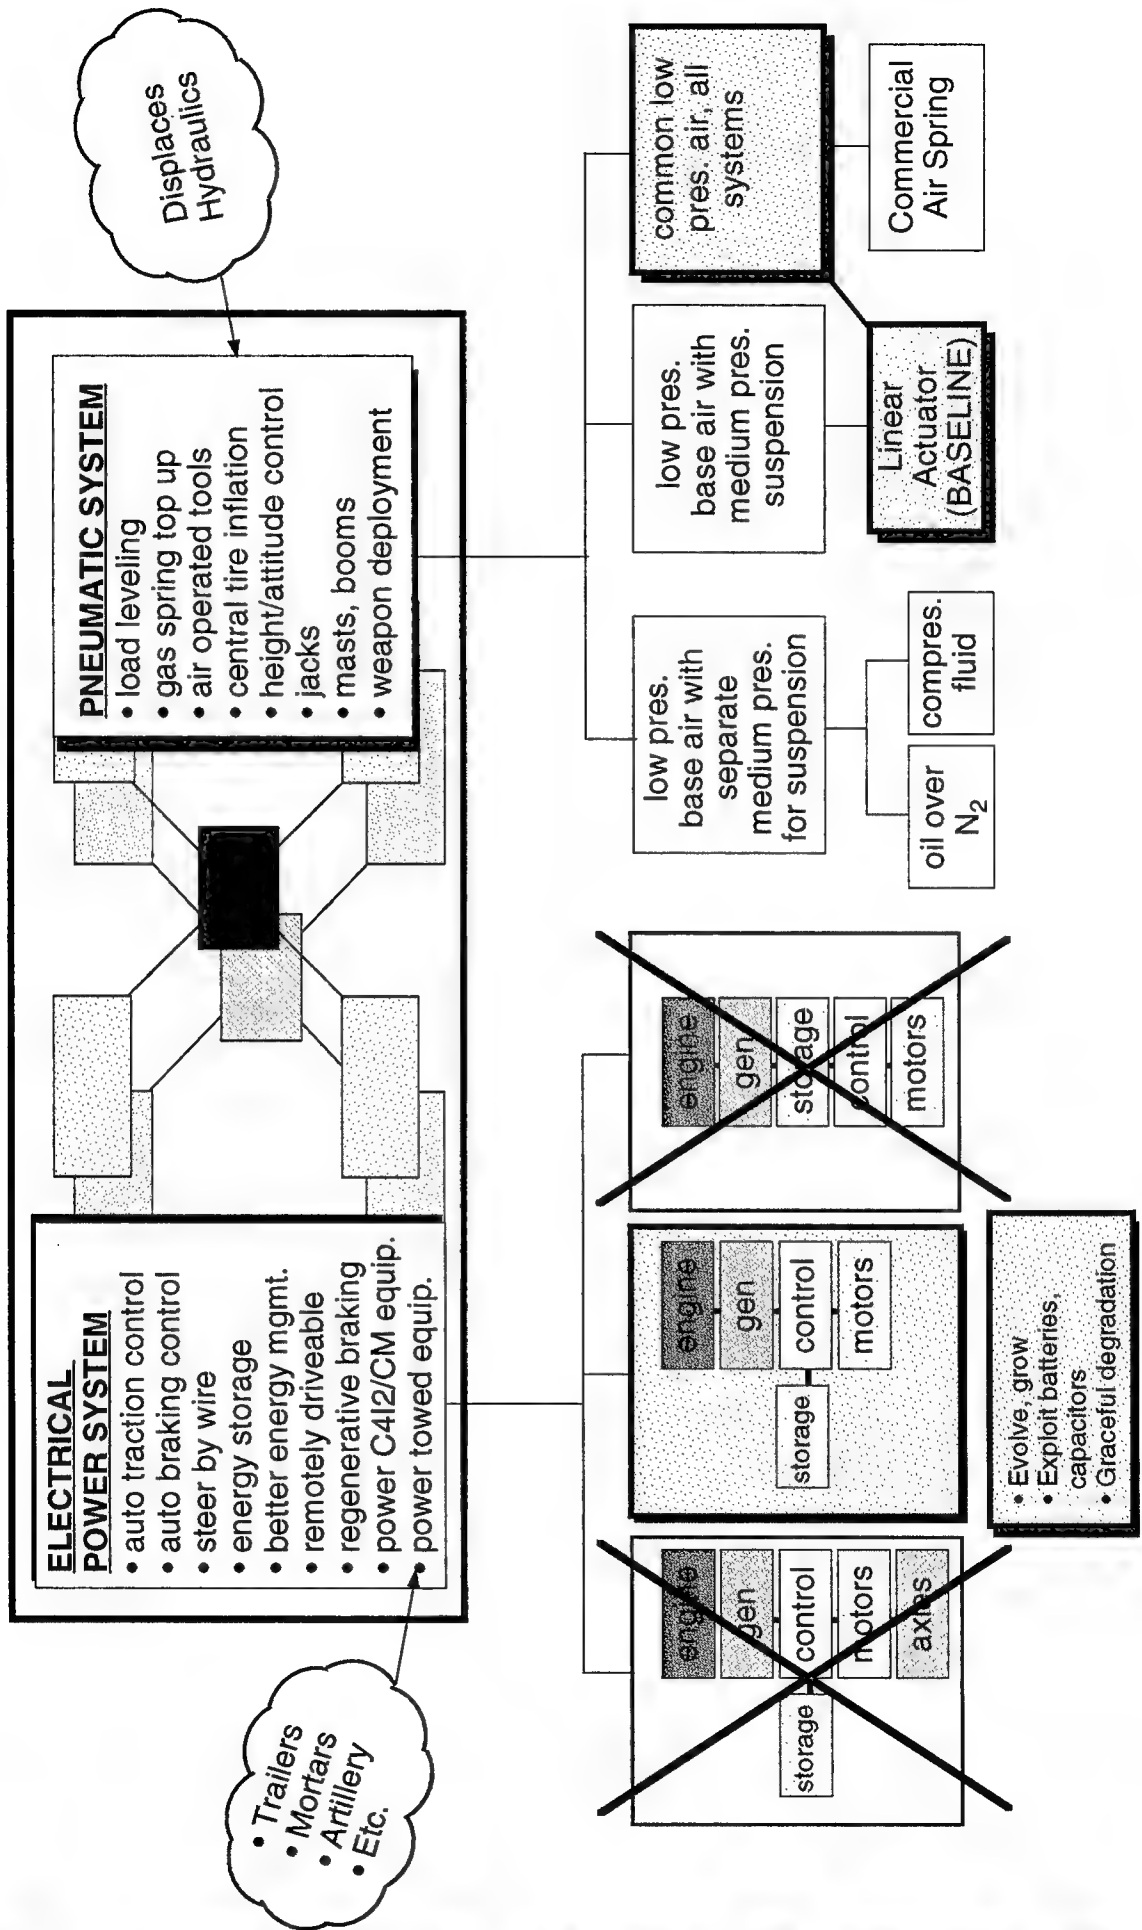 • Trailers
• Mortars
• Artillery
• Etc.
ELECTRICAL
POWER SYSTEM
• auto traction control
• auto braking control
• steer by wire
• energy storage
• better energy mgmt.
• remotely driveable
• regenerative braking
• power C4I2/CM equip.
• power towed equip.
PNEUMATIC SYSTEM
• load leveling
• gas spring top up
• air operated tools
• central tire inflation
• height/attitude control
• jacks
• masts, booms
• weapon deployment
Displaces
Hydraulics
engine
gen
control
motors
axles
storage
engine
gen
control
motors
storage
• Evolve, grow
• Exploit batteries,
capacitors
• Graceful degradation
engine
gen
storage
control
motors
low pres.
base air with
separate
medium pres.
for suspension
oil over
N2
compres.
fluid
low pres.
base air with
medium pres.
suspension
Linear
Actuator
(BASELINE)
common low
pres. air, all
systems
Commercial
Air Spring